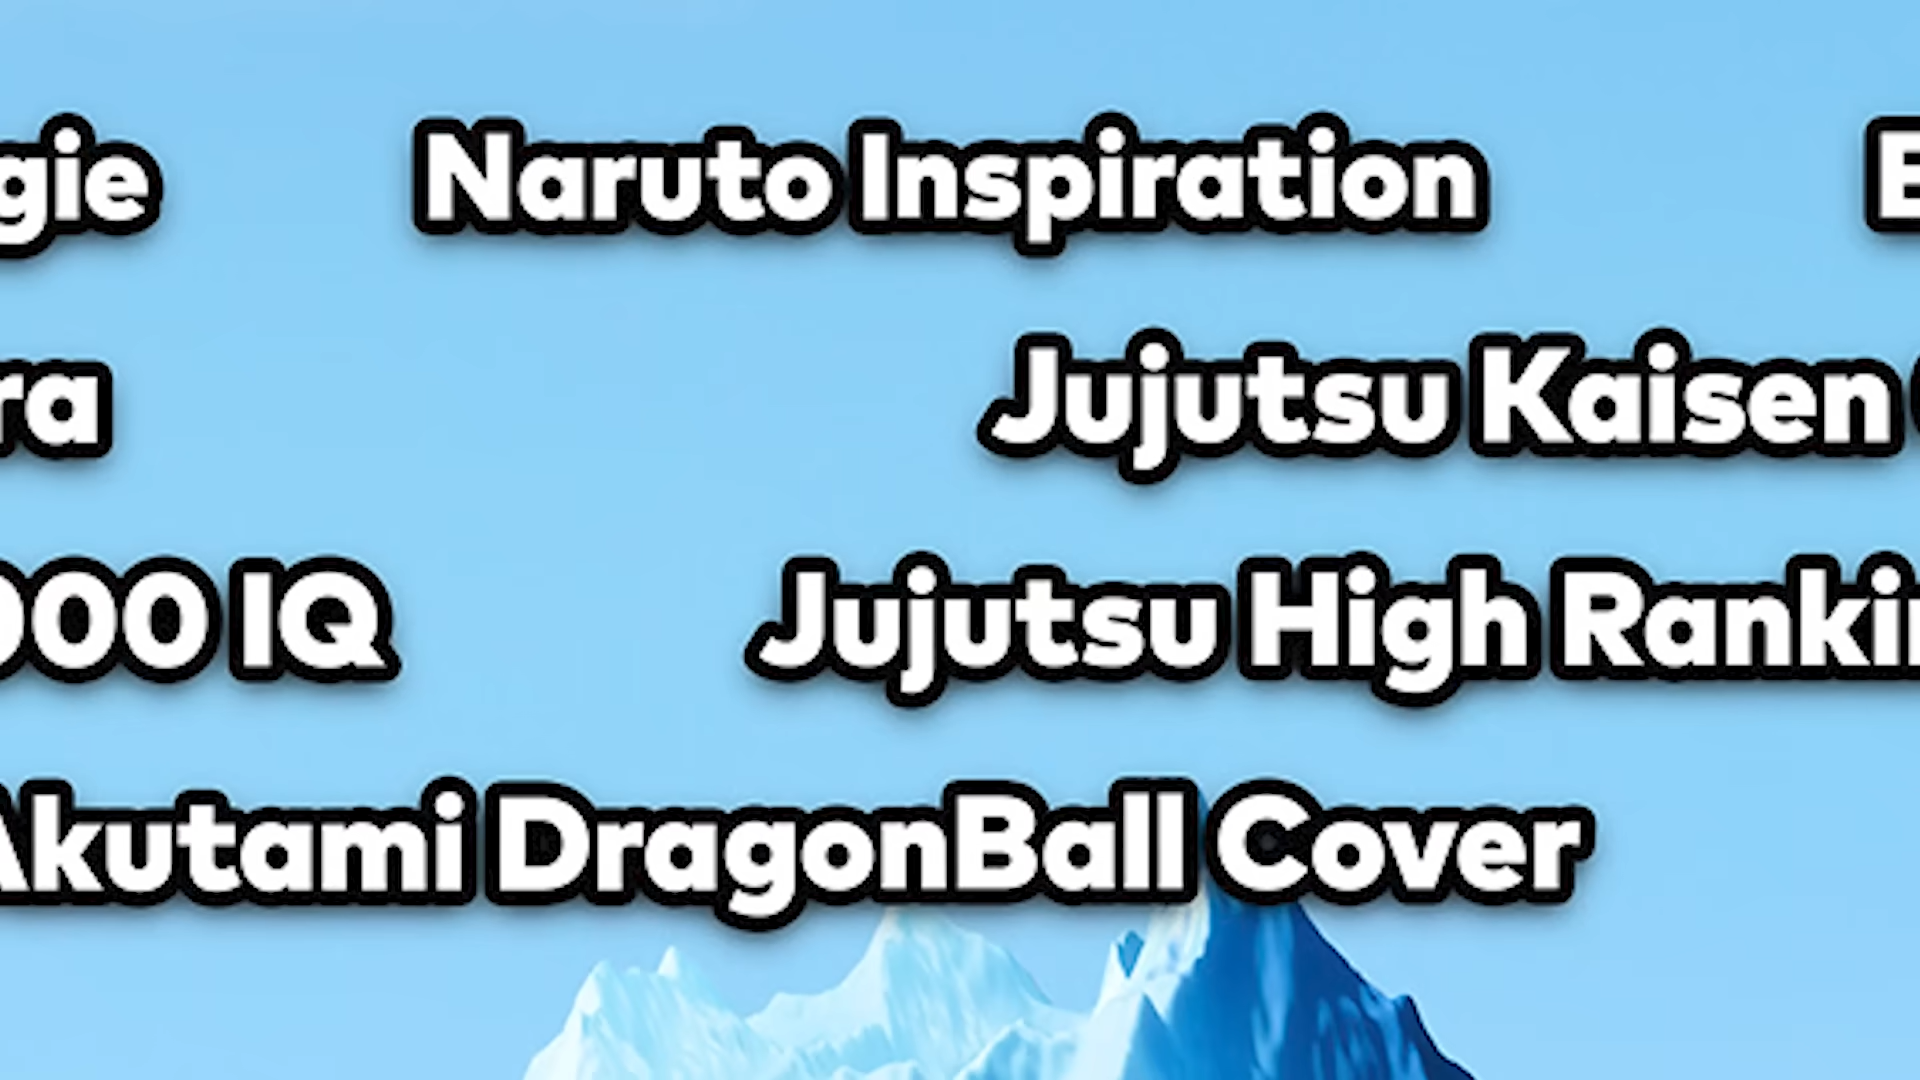 gie Naruto Inspiration E
ra Jujutsu Kaisen
000 IQ Jujutsu High Rankin
Akutami DragonBall Cover